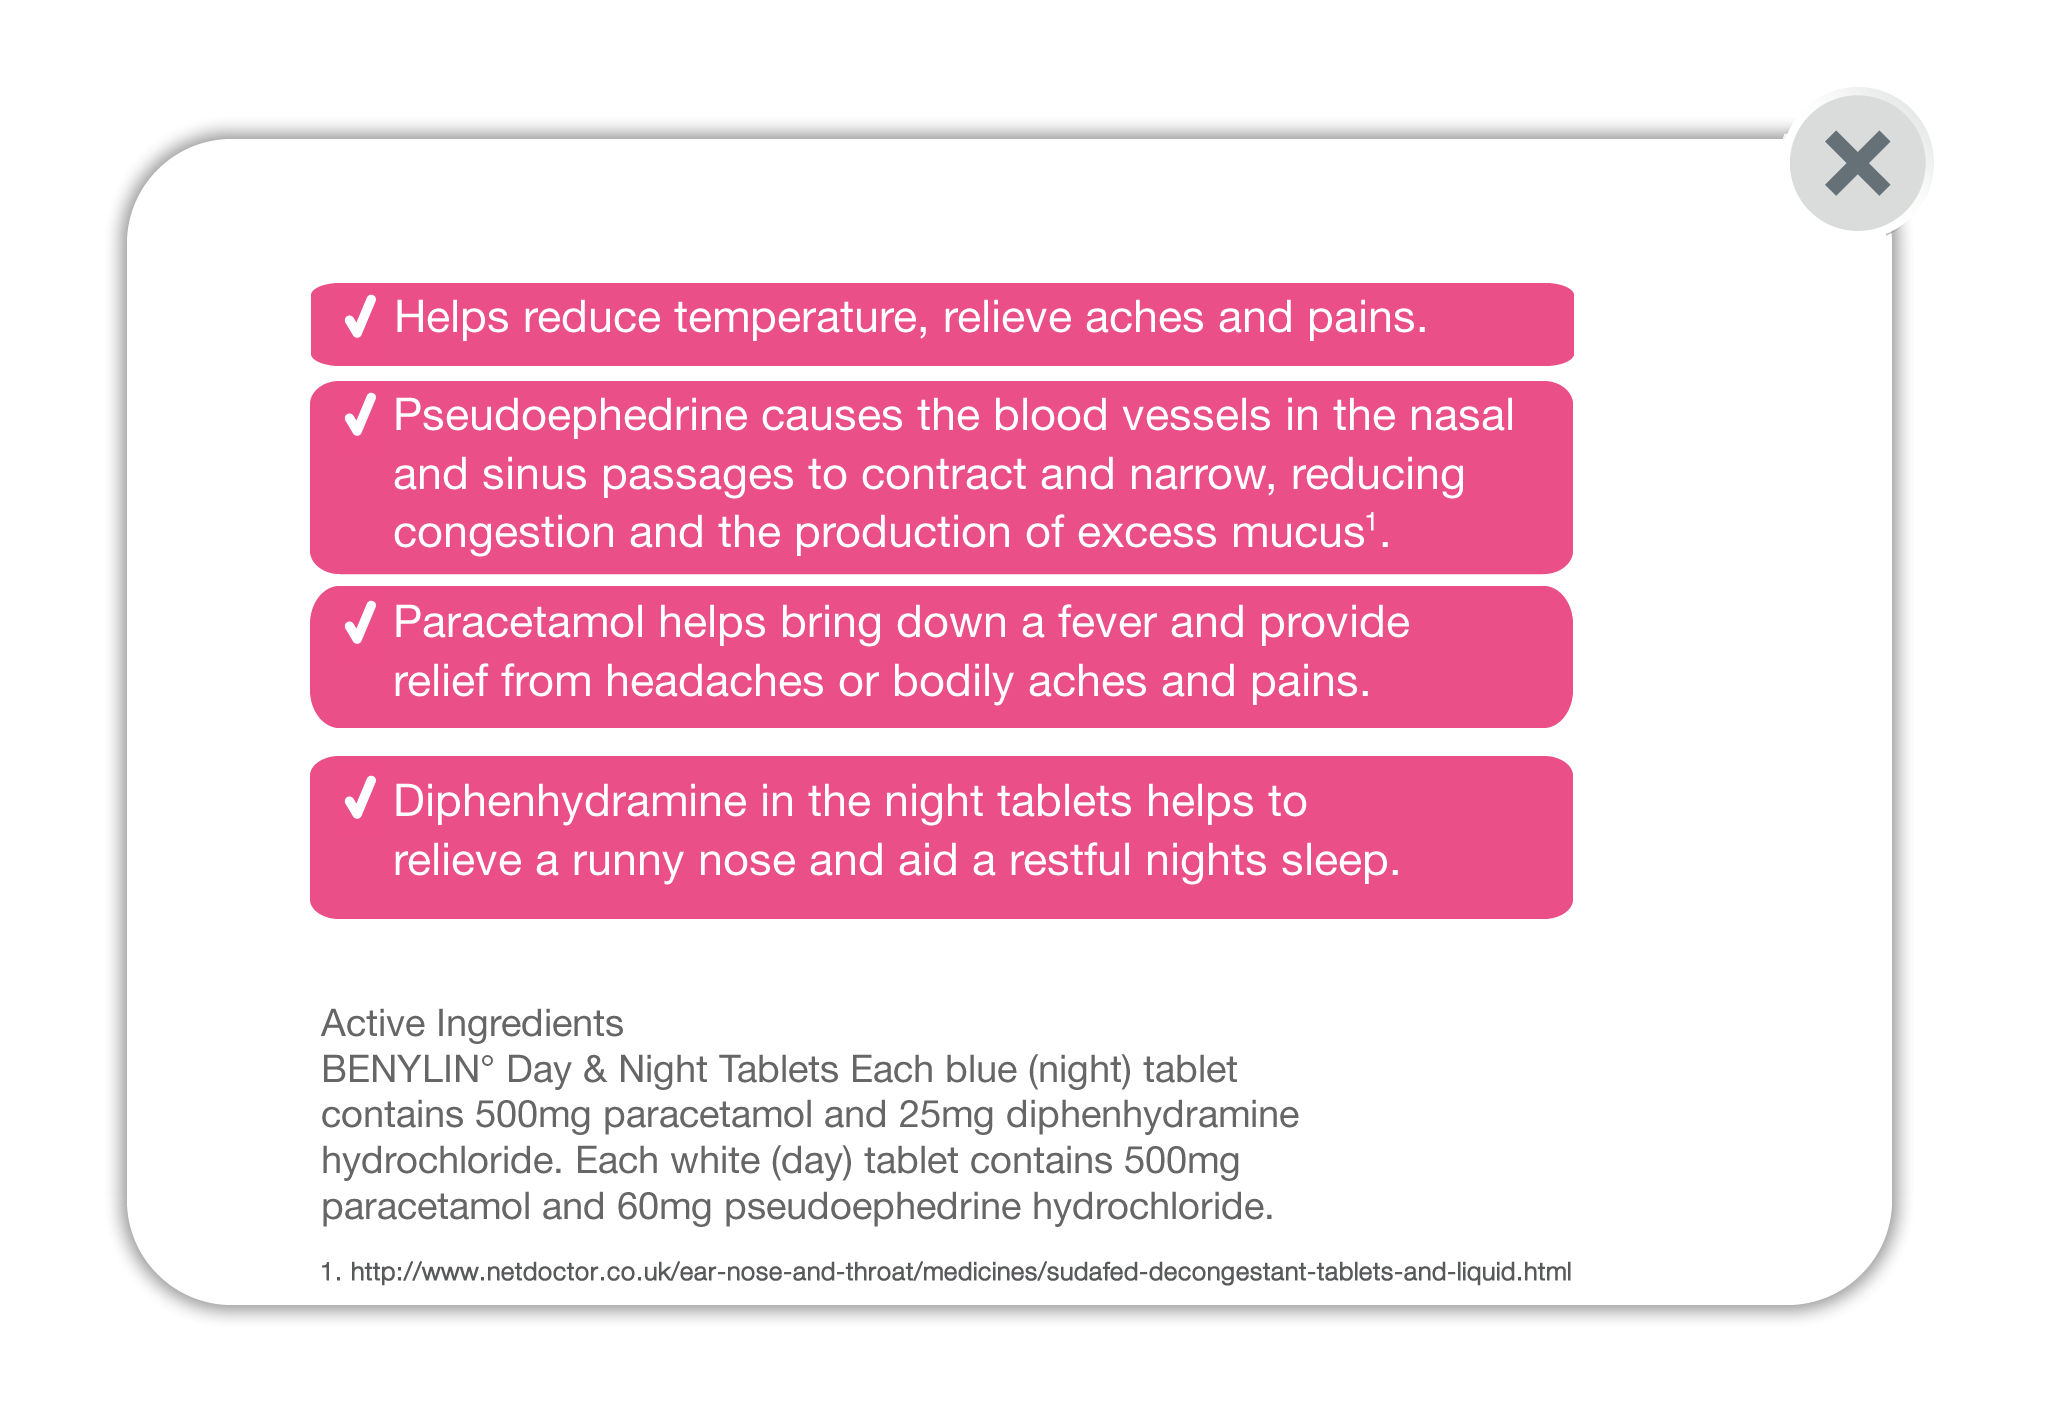 ✓ Helps reduce temperature, relieve aches and pains.
✓ Pseudoephedrine causes the blood vessels in the nasal
and sinus passages to contract and narrow, reducing
congestion and the production of excess mucus¹.
✓ Paracetamol helps bring down a fever and provide
relief from headaches or bodily aches and pains.
✓ Diphenhydramine in the night tablets helps to
relieve a runny nose and aid a restful nights sleep.
Active Ingredients
BENYLIN° Day & Night Tablets Each blue (night) tablet
contains 500mg paracetamol and 25mg diphenhydramine
hydrochloride. Each white (day) tablet contains 500mg
paracetamol and 60mg pseudoephedrine hydrochloride.
1. http://www.netdoctor.co.uk/ear-nose-and-throat/medicines/sudafed-decongestant-tablets-and-liquid.html